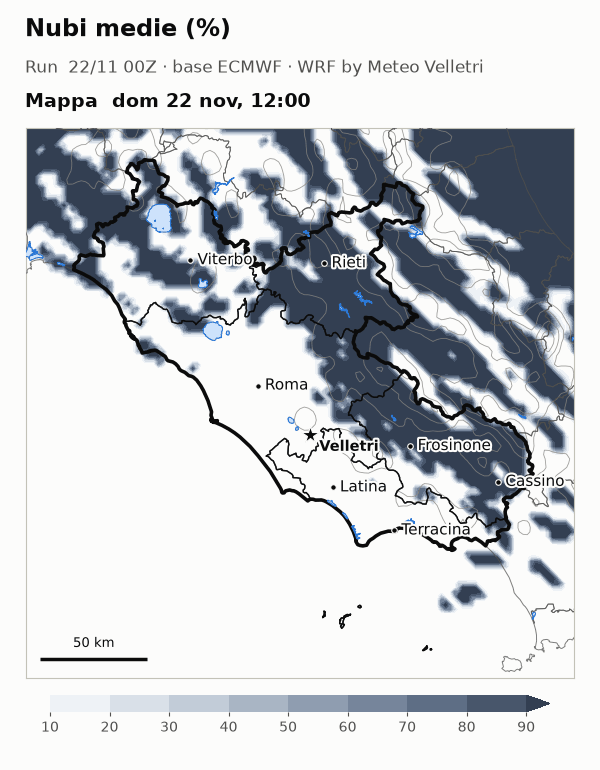 Nubi medie (%)
Run 22/11 00Z · base ECMWF · WRF by Meteo Velletri
Mappa dom 22 nov, 12:00
Viterbo
Rieti
Roma
Velletri
Frosinone
Cassino
Latina
Terracina
50 km
10 20 30 40 50 60 70 80 90